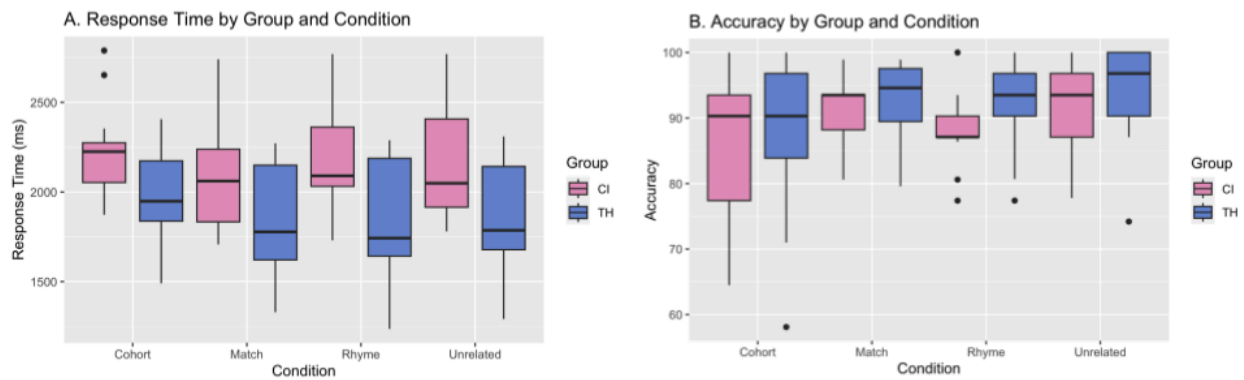 A. Response Time by Group and Condition
Response Time (ms)
2500
2000
1500
Cohort
Match
Rhyme
Unrelated
Condition
Group
CI
TH
B. Accuracy by Group and Condition
Accuracy
100
90
80
70
60
Cohort
Match
Rhyme
Unrelated
Condition
Group
CI
TH